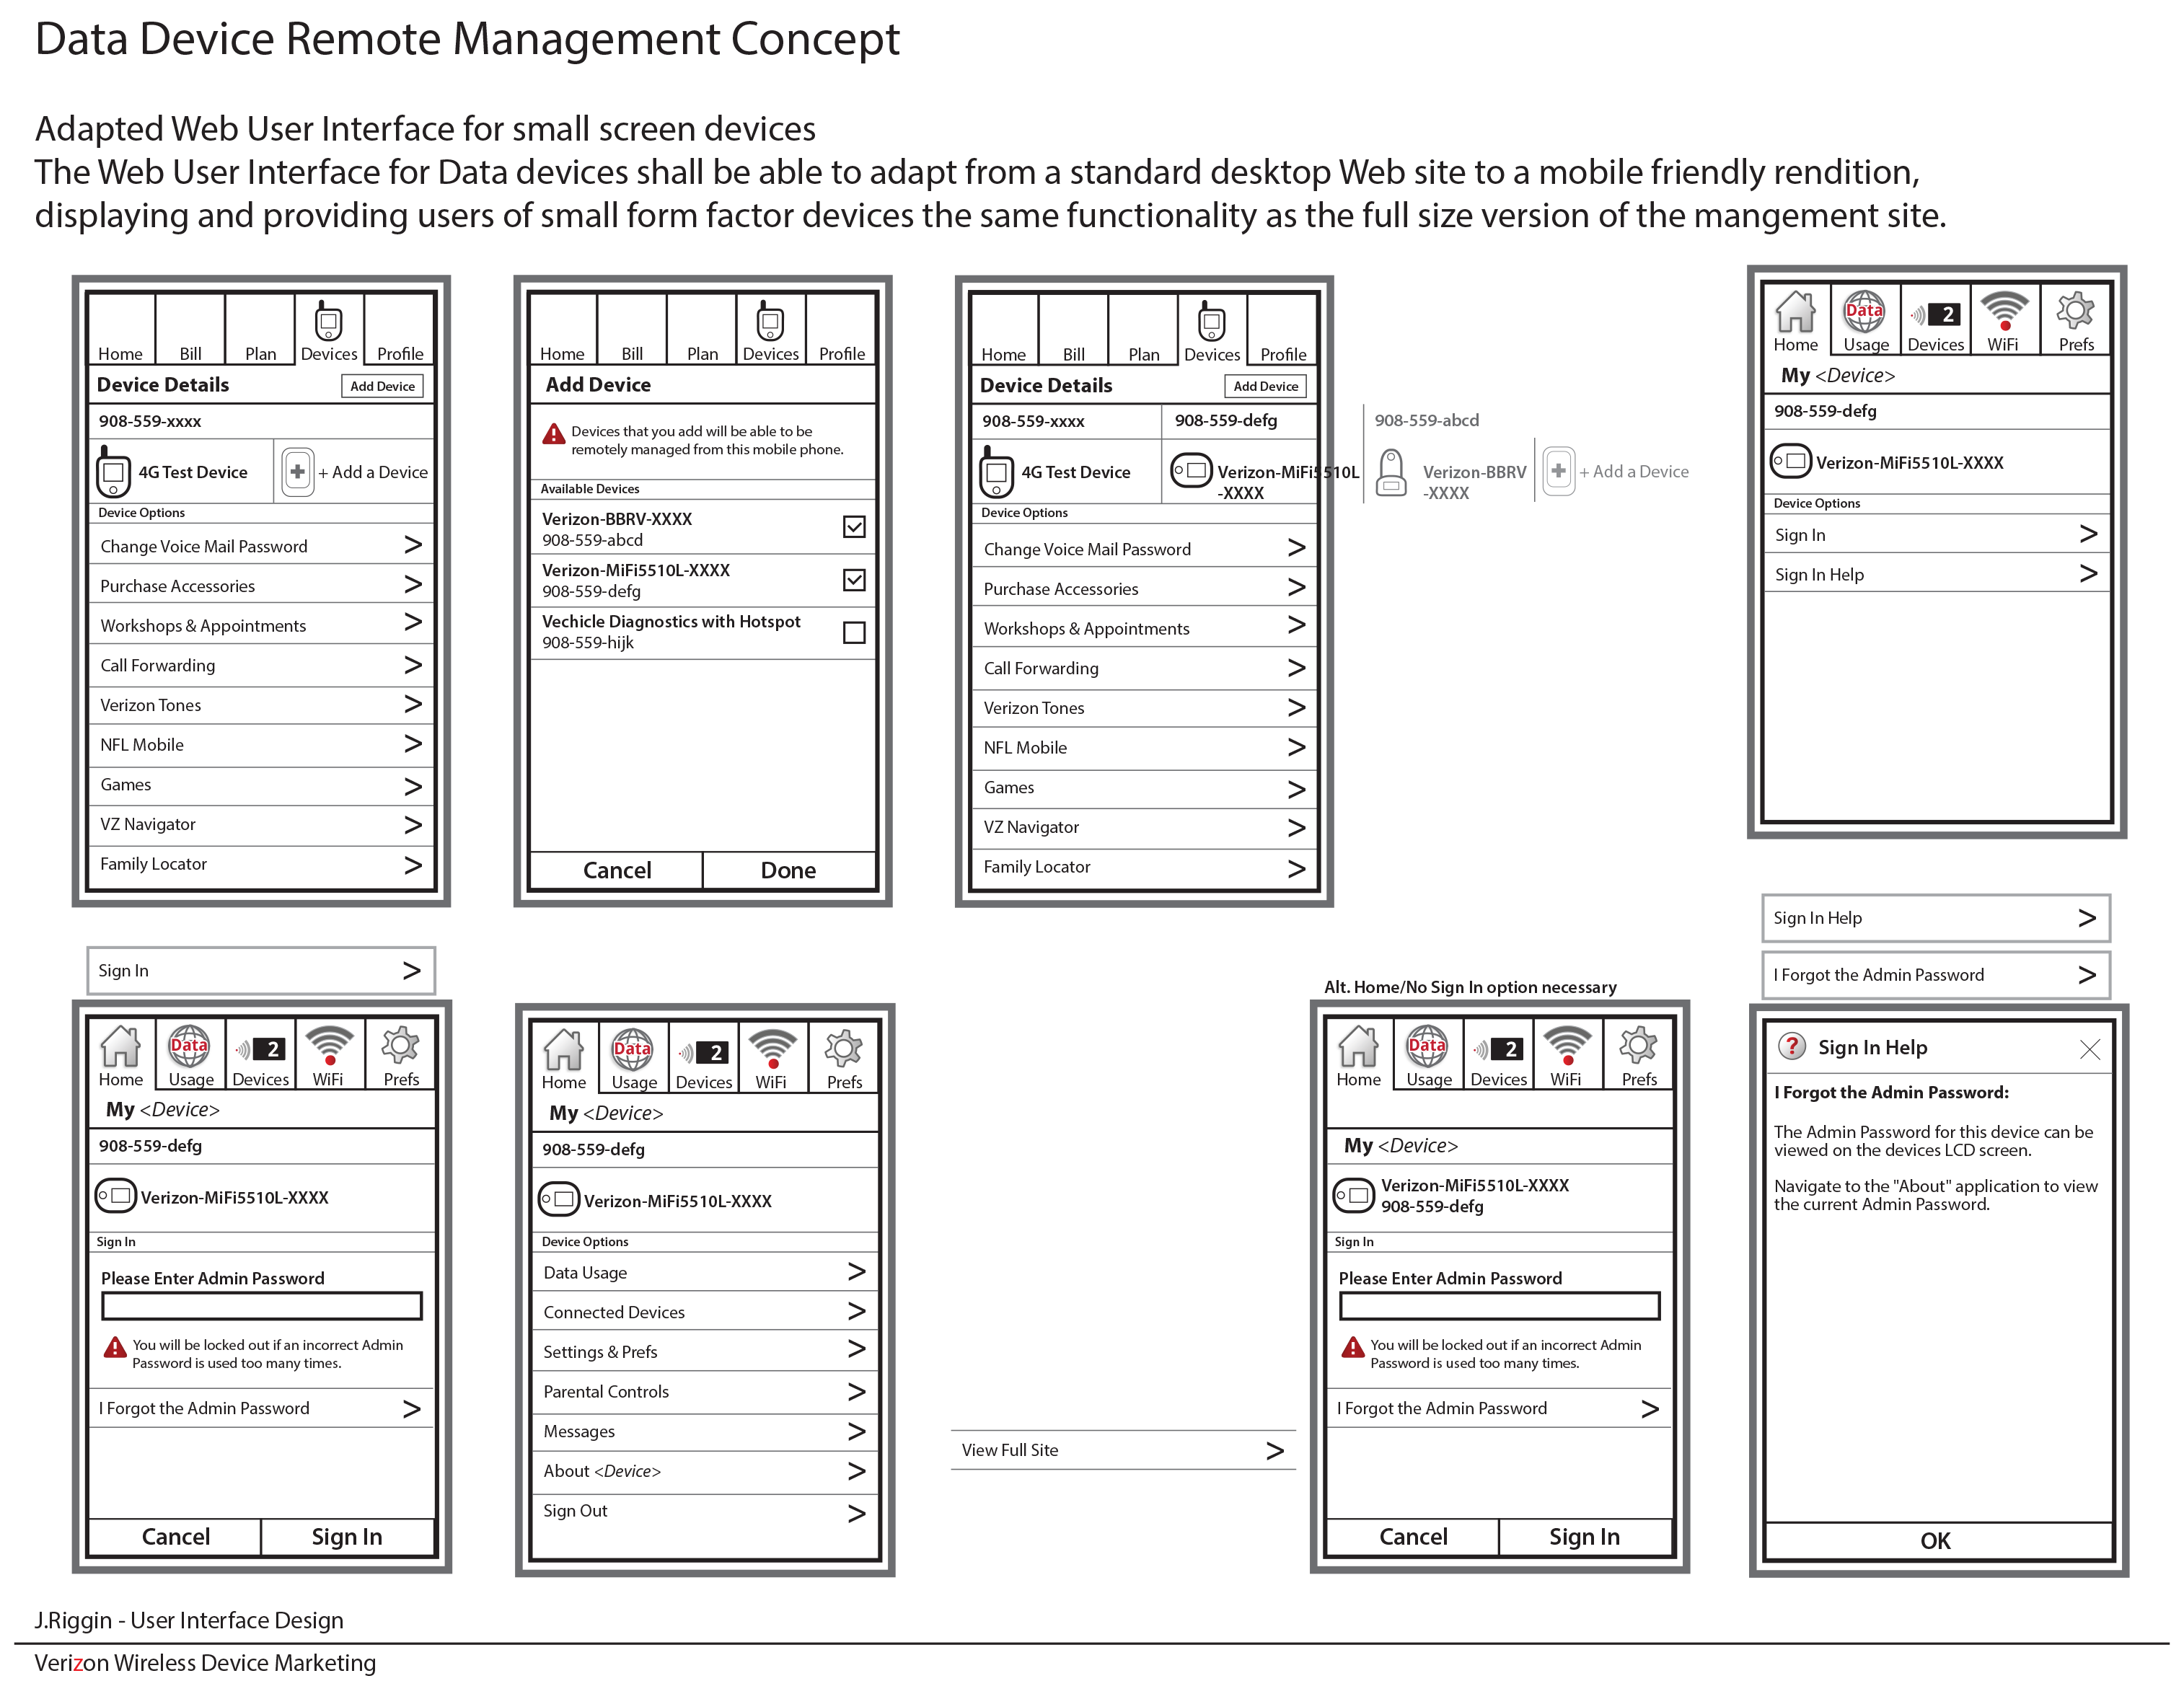 Data Device Remote Management Concept
Adapted Web User Interface for small screen devices
The Web User Interface for Data devices shall be able to adapt from a standard desktop Web site to a mobile friendly rendition,
displaying and providing users of small form factor devices the same functionality as the full size version of the mangement site.
Home Bill Plan Devices Profile
Device Details Add Device
908-559-xxxx
4G Test Device + Add a Device
Device Options
Change Voice Mail Password >
Purchase Accessories >
Workshops & Appointments >
Call Forwarding >
Verizon Tones >
NFL Mobile >
Games >
VZ Navigator >
Family Locator >
Home Bill Plan Devices Profile
Add Device
Devices that you add will be able to be
remotely managed from this mobile phone.
Available Devices
Verizon-BBRV-XXXX
908-559-abcd
Verizon-MiFi5510L-XXXX
908-559-defg
Vechicle Diagnostics with Hotspot
908-559-hijk
Cancel Done
Home Bill Plan Devices Profile
Device Details Add Device
908-559-xxxx 908-559-defg 908-559-abcd
4G Test Device Verizon-MiFi5510L Verizon-BBRV + Add a Device
-XXXX -XXXX
Device Options
Change Voice Mail Password >
Purchase Accessories >
Workshops & Appointments >
Call Forwarding >
Verizon Tones >
NFL Mobile >
Games >
VZ Navigator >
Family Locator >
Data 2
Home Usage Devices WiFi Prefs
My <Device>
908-559-defg
Verizon-MiFi5510L-XXXX
Device Options
Sign In >
Sign In Help >
Sign In >
Data 2
Home Usage Devices WiFi Prefs
My <Device>
908-559-defg
Verizon-MiFi5510L-XXXX
Sign In
Please Enter Admin Password
You will be locked out if an incorrect Admin
Password is used too many times.
I Forgot the Admin Password >
Cancel Sign In
Data 2
Home Usage Devices WiFi Prefs
My <Device>
908-559-defg
Verizon-MiFi5510L-XXXX
Device Options
Data Usage >
Connected Devices >
Settings & Prefs >
Parental Controls >
Messages >
About <Device> >
Sign Out >
View Full Site >
Alt. Home/No Sign In option necessary
Data 2
Home Usage Devices WiFi Prefs
My <Device>
Verizon-MiFi5510L-XXXX
908-559-defg
Sign In
Please Enter Admin Password
You will be locked out if an incorrect Admin
Password is used too many times.
I Forgot the Admin Password >
Cancel Sign In
Sign In Help >
I Forgot the Admin Password >
? Sign In Help
I Forgot the Admin Password:
The Admin Password for this device can be
viewed on the devices LCD screen.
Navigate to the "About" application to view
the current Admin Password.
OK
J.Riggin - User Interface Design
Verizon Wireless Device Marketing